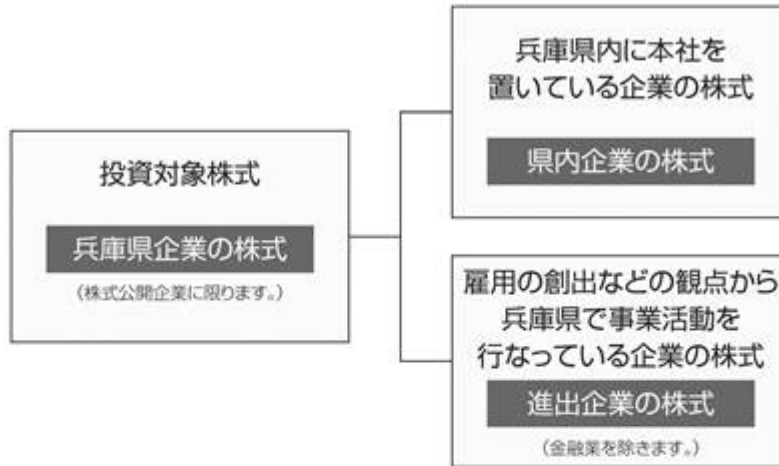 投資対象株式
兵庫県企業の株式
（株式公開企業に限ります。）
兵庫県内に本社を
置いている企業の株式
県内企業の株式
雇用の創出などの観点から
兵庫県で事業活動を
行なっている企業の株式
進出企業の株式
（金融業を除きます。）